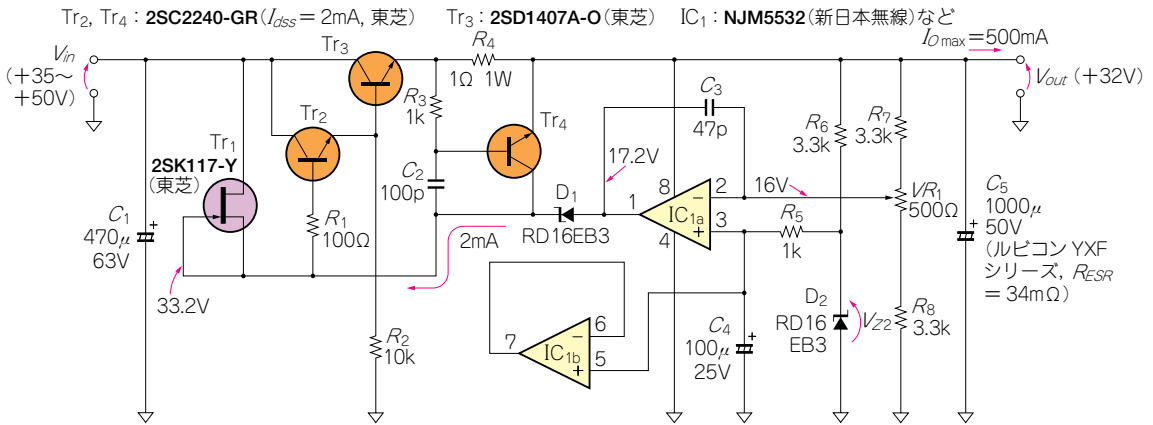 Tr2, Tr4：2SC2240-GR(Idss＝2mA, 東芝)　Tr3：2SD1407A-O(東芝)　IC1：NJM5532(新日本無線)など
IOmax＝500mA
Vin
(+35〜
+50V)
Tr3
R4
1Ω 1W
Vout (+32V)
R3
1k
Tr2
Tr4
C3
47p
R6
3.3k
R7
3.3k
Tr1
2SK117-Y
(東芝)
17.2V
C2
100p
D1
RD16EB3
1
8
4
IC1a
−
+
2
3
16V
VR1
500Ω
R5
1k
C1
470μ
63V
+
R1
100Ω
2mA
C5
1000μ
50V
(ルビコン YXF
シリーズ, RESR
＝34mΩ)
+
33.2V
R2
10k
7
IC1b
−
+
6
5
C4
100μ
25V
+
D2
RD16
EB3
VZ2
R8
3.3k